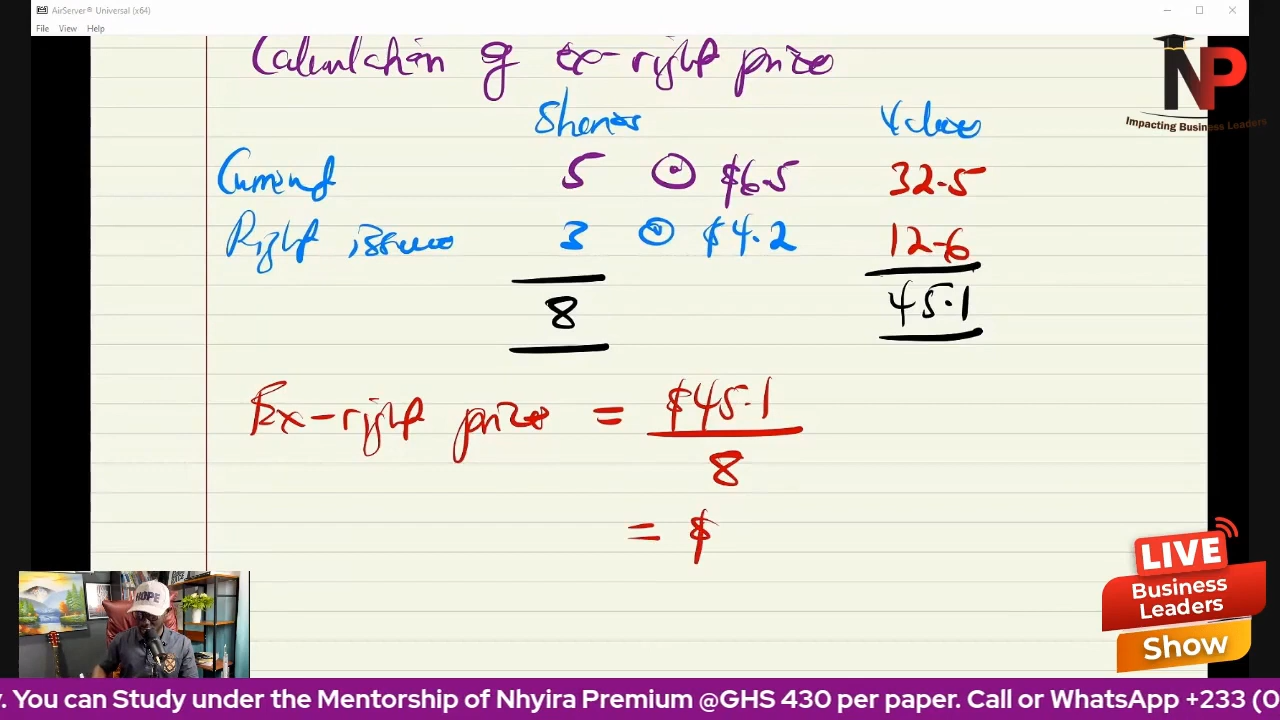 AirServer® Universal (x64)
File View Help
Calculation of ex-right price
NP
Impacting Business Leaders
Shares Value
Current 5 @ $6.5 32.5
Right issue 3 @ $4.2 12.6
8 45.1
Ex-right price = $45.1
8
= $
HOPE
LIVE
Business
Leaders
Show
. You can Study under the Mentorship of Nhyira Premium @GHS 430 per paper. Call or WhatsApp +233 (0